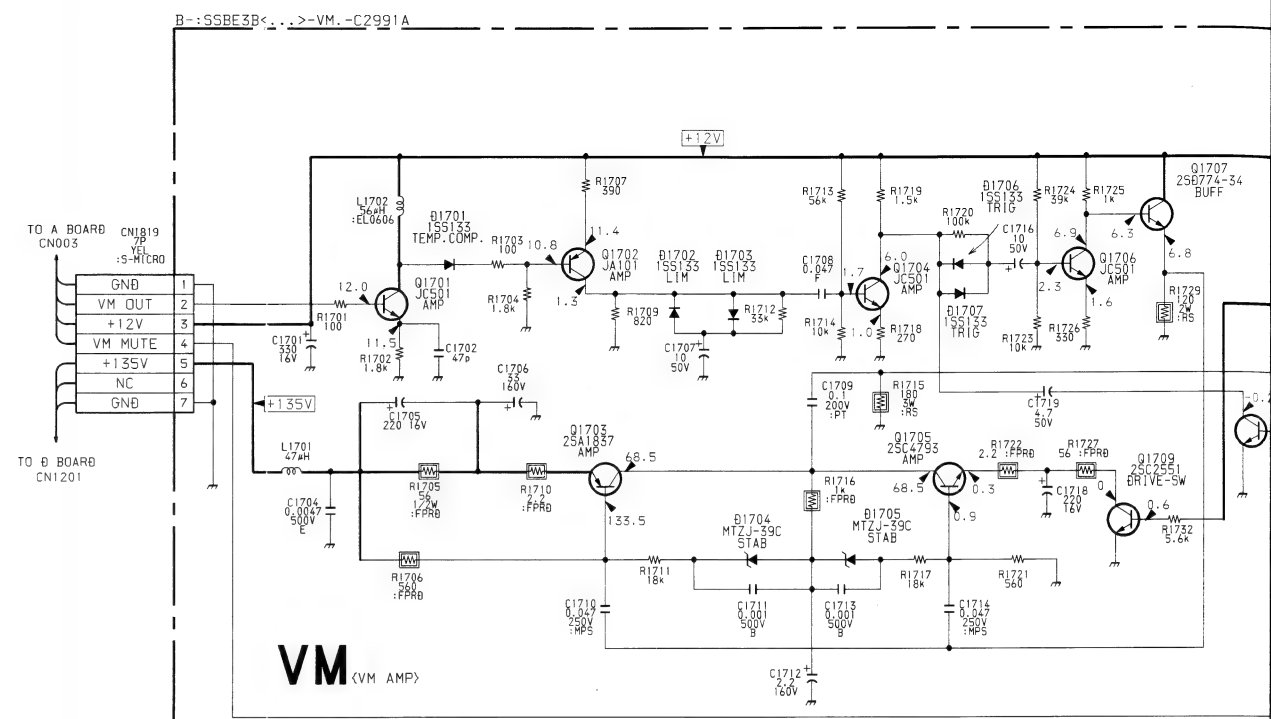 B-:SSBE3B<...>-VM.-C2991A
+12V
TO A BOARD
CN003
CN1819
7P
YEL
:S-MICRO
GND 1
VM OUT 2
+12V 3
VM MUTE 4
+135V 5
NC 6
GND 7
TO D BOARD
CN1201
+135V
C1701
330
16V
R1701
100
12.0
L1702
56μH
:EL0606
D1701
1SS133
TEMP.COMP.
Q1701
JC501
AMP
11.5
R1702
1.8k
C1702
47p
R1703
100
R1704
1.8k
10.8
R1707
390
11.4
Q1702
JA101
AMP
1.3
R1709
820
D1702
1SS133
LIM
D1703
1SS133
LIM
R1712
33k
C1707
10
50V
C1708
0.047
F
R1713
56k
R1714
10k
1.7
R1719
1.5k
6.0
Q1704
JC501
AMP
1.0
R1718
270
D1706
1SS133
TRIG
R1720
100k
C1716
10
50V
D1707
1SS133
TRIG
R1724
39k
R1723
10k
2.3
R1725
1k
6.9
Q1706
JC501
AMP
1.6
R1726
330
6.3
Q1707
2SD774-34
BUFF
6.8
R1729
120
2W
:RS
C1705
220 16V
C1706
33
160V
L1701
47μH
C1704
0.0047
500V
E
R1705
56
1/2W
:FPRD
R1710
2.2
:FPRD
R1706
560
:FPRD
Q1703
2SA1837
AMP
68.5
133.5
R1711
18k
C1710
0.047
250V
:MPS
D1704
MTZJ-39C
STAB
C1711
0.001
500V
B
C1709
0.1
200V
:PT
R1715
180
3W
:RS
R1716
1k
:FPRD
D1705
MTZJ-39C
STAB
C1713
0.001
500V
B
C1712
2.2
160V
R1717
18k
Q1705
2SC4793
AMP
68.5
0.3
0.9
R1721
560
C1714
0.047
250V
:MPS
R1722
2.2 :FPRD
R1727
56 :FPRD
C1718
220
16V
C1719
4.7
50V
Q1709
2SC2551
DRIVE-SW
0
0.6
R1732
5.6k
VM <VM AMP>